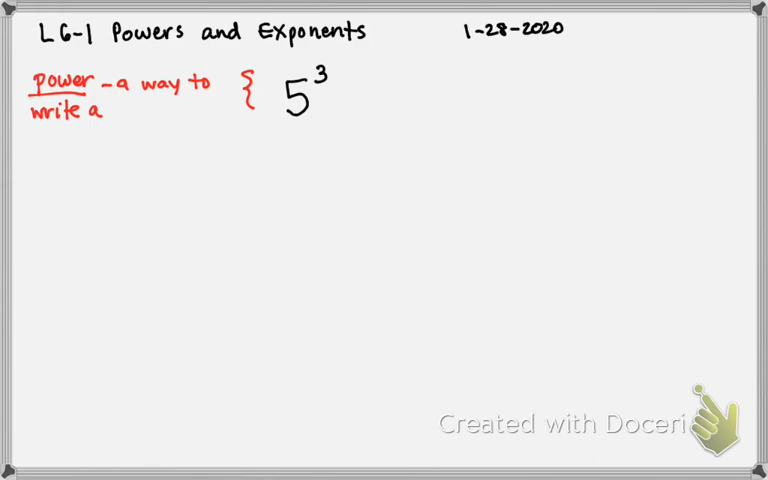 L6-1 Powers and Exponents 1-28-2020
power - a way to { 5³
write a
Created with Doceri